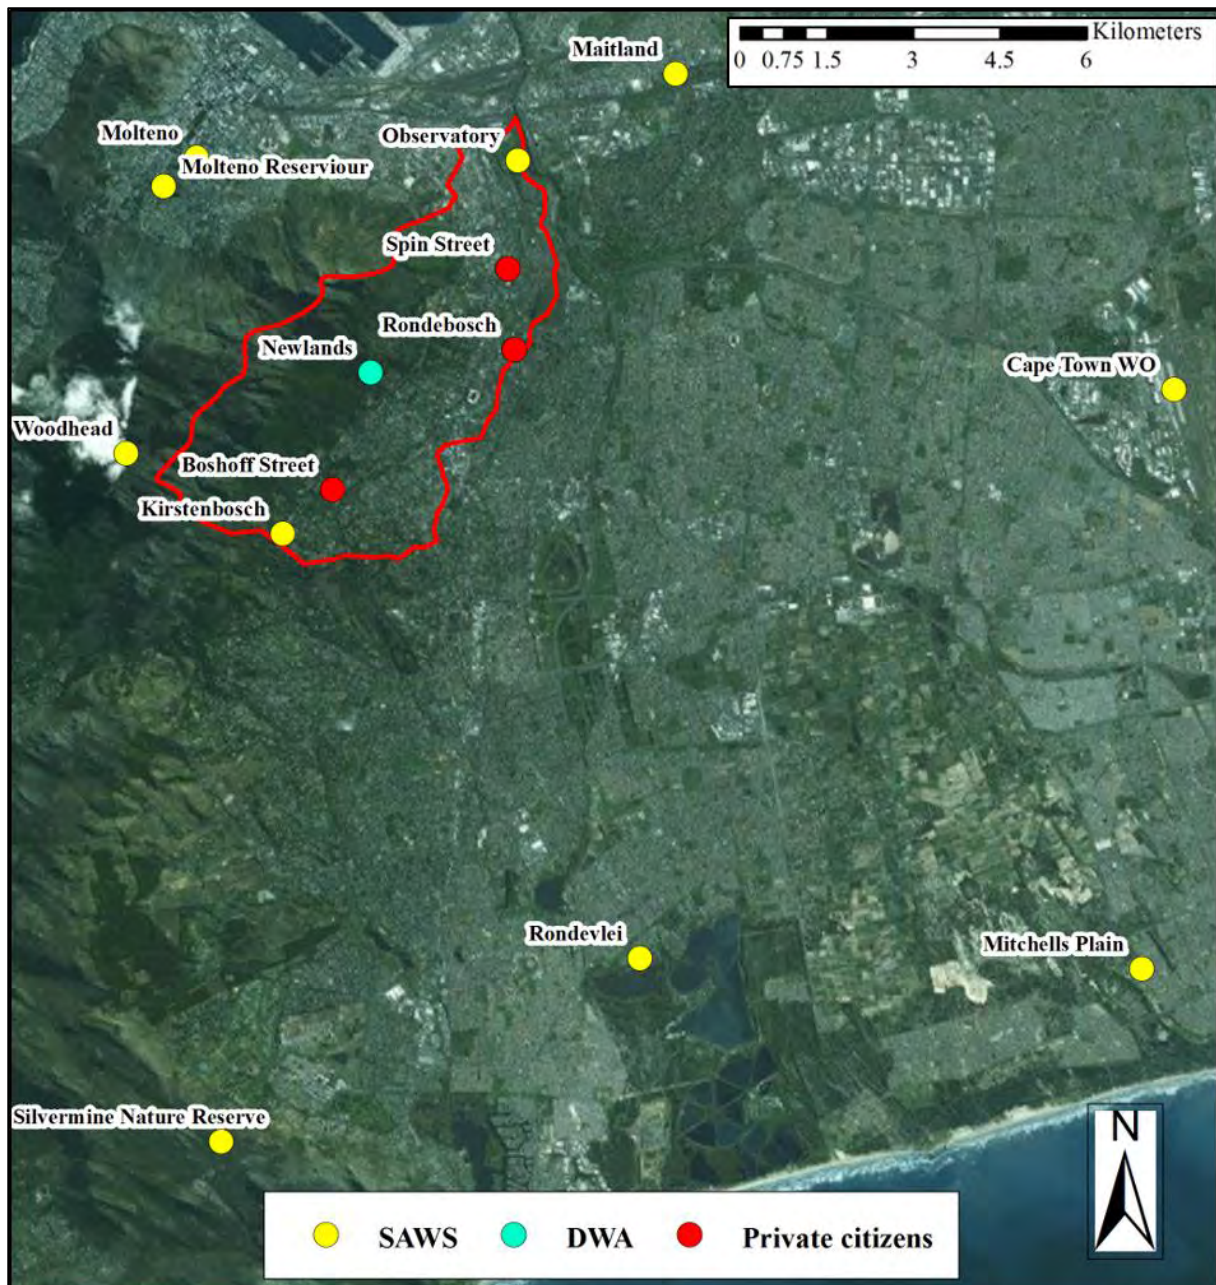 Maitland
Kilometers
0 0.75 1.5 3 4.5 6
Molteno
Observatory
Molteno Reserviour
Spin Street
Rondebosch
Newlands
Cape Town WO
Woodhead
Boshoff Street
Kirstenbosch
Rondevlei
Mitchells Plain
Silvermine Nature Reserve
N
SAWS DWA Private citizens